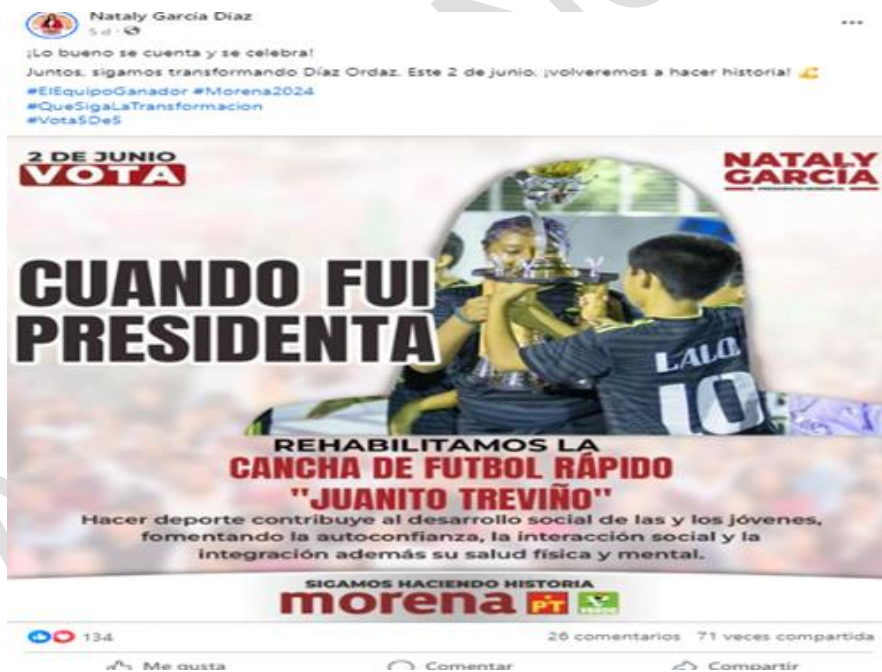 Nataly García Díaz
5 d
¡Lo bueno se cuenta y se celebra!
Juntos, sigamos transformando Díaz Ordaz. Este 2 de junio, ¡volveremos a hacer historia!
#ElEquipoGanador #Morena2024
#QueSigaLaTransformacion
#Vota5De5
2 DE JUNIO
VOTA
NATALY
GARCÍA
CUANDO FUI
PRESIDENTA
LALO
10
REHABILITAMOS LA
CANCHA DE FUTBOL RÁPIDO
"JUANITO TREVIÑO"
Hacer deporte contribuye al desarrollo social de las y los jóvenes,
fomentando la autoconfianza, la interacción social y la
integración además su salud física y mental.
SIGAMOS HACIENDO HISTORIA
morena PT VERDE
134
26 comentarios 71 veces compartida
Me gusta Comentar Compartir